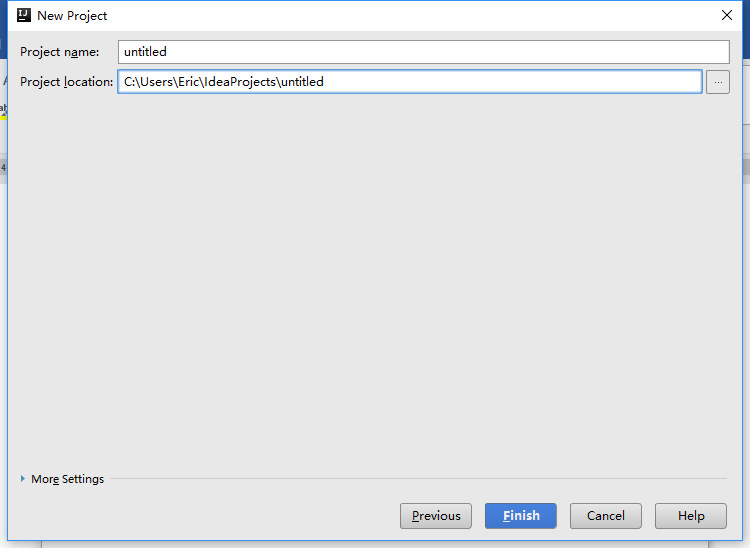 New Project
Project name: untitled
Project location: C:\Users\Eric\IdeaProjects\untitled ...
More Settings
Previous Finish Cancel Help